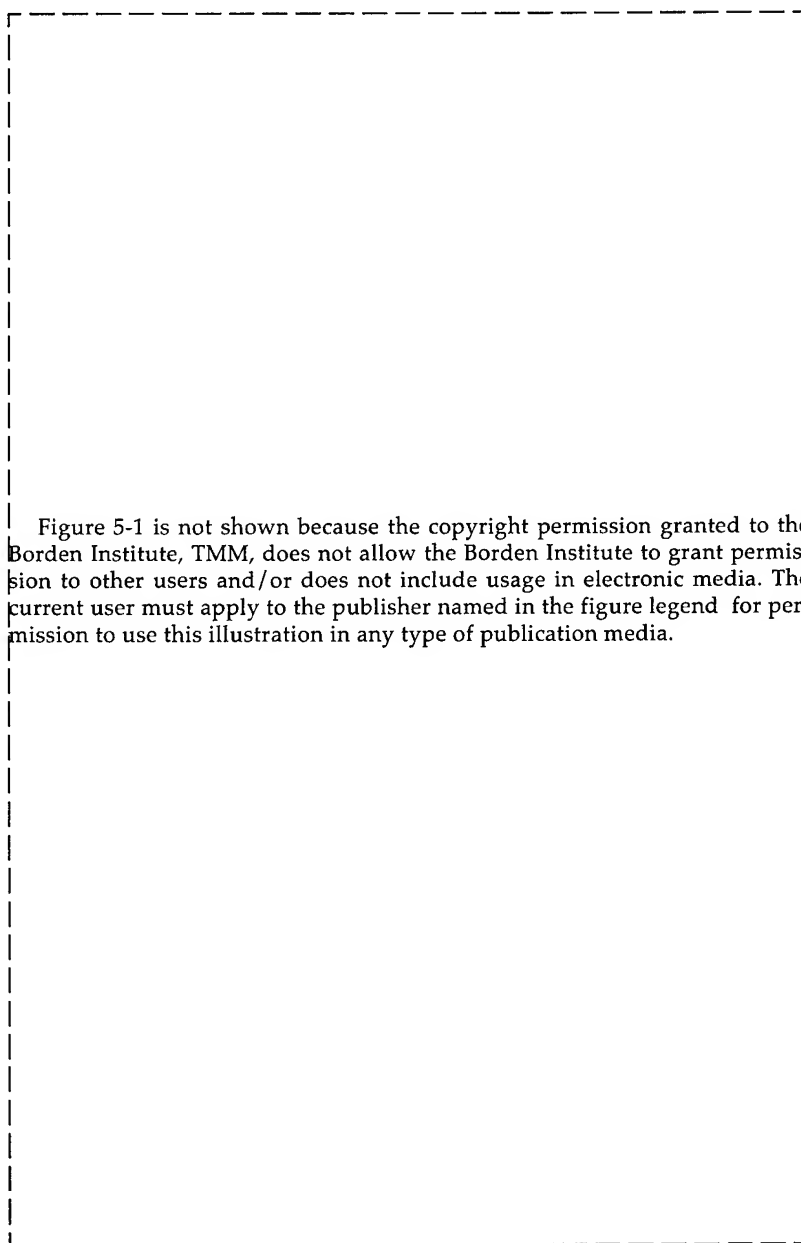 Figure 5-1 is not shown because the copyright permission granted to the
Borden Institute, TMM, does not allow the Borden Institute to grant permis
sion to other users and/or does not include usage in electronic media. The
current user must apply to the publisher named in the figure legend for per
mission to use this illustration in any type of publication media.